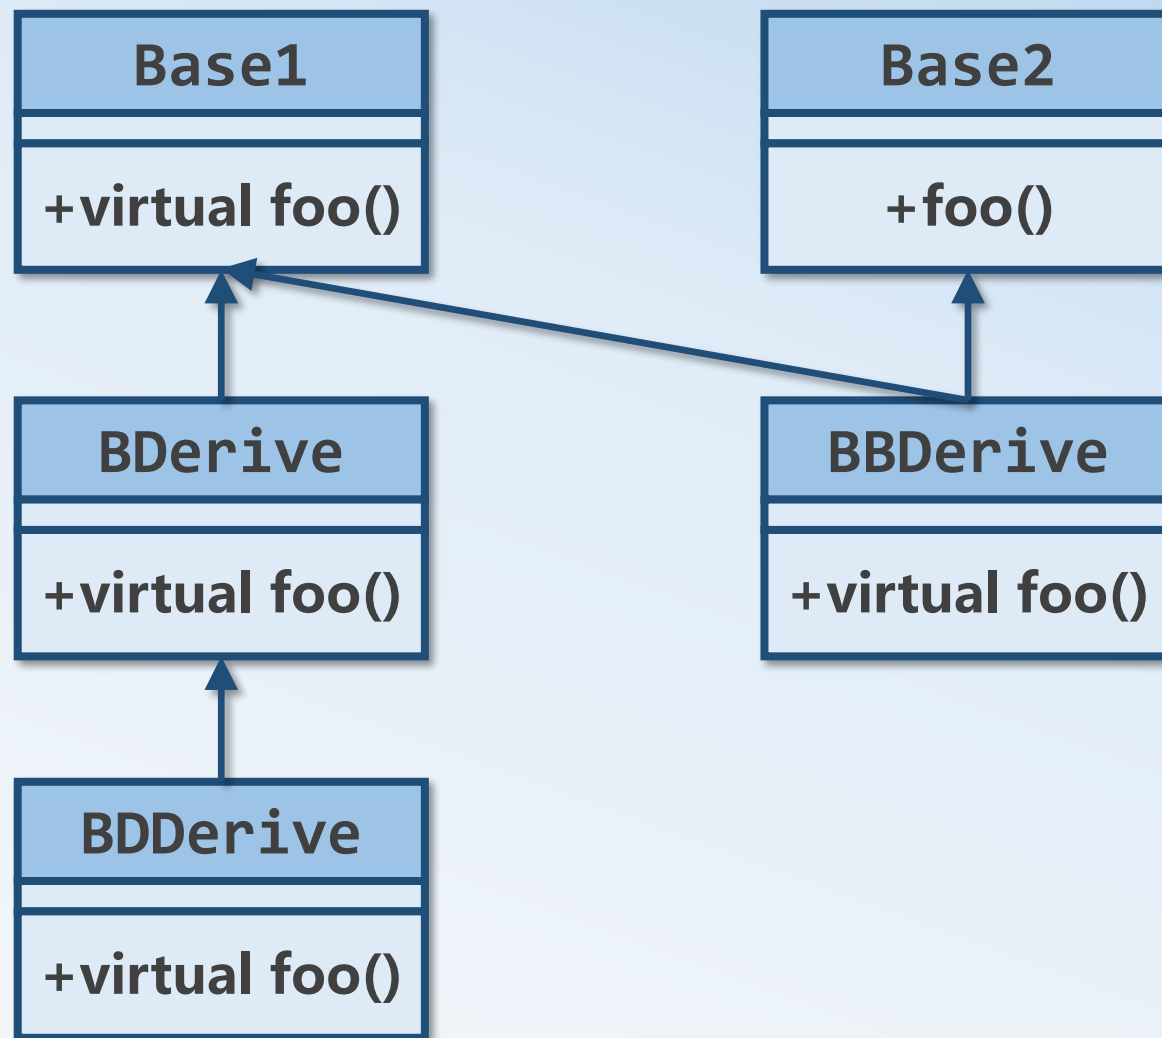 Base1
+virtual foo()
Base2
+foo()
BDerive
+virtual foo()
BBDerive
+virtual foo()
BDDerive
+virtual foo()